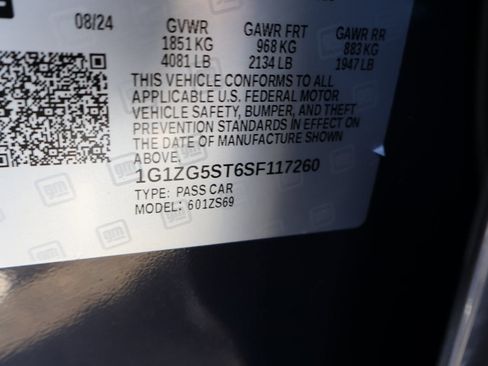 08/24 GVWR GAWR FRT GAWR RR
1851 KG 968 KG 883 KG
4081 LB 2134 LB 1947 LB
THIS VEHICLE CONFORMS TO ALL
APPLICABLE U.S. FEDERAL MOTOR
VEHICLE SAFETY, BUMPER, AND THEFT
PREVENTION STANDARDS IN EFFECT ON
THE DATE OF MANUFACTURE SHOWN
ABOVE.
1G1ZG5ST6SF117260
TYPE: PASS CAR
MODEL: 601ZS69
gm